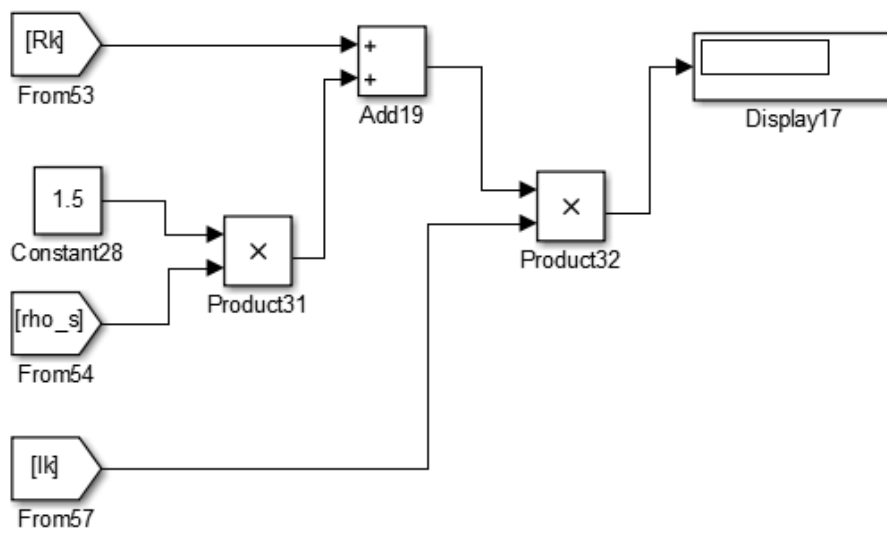 [Rk]
From53
+
+
Add19
Display17
1.5
Constant28
×
Product31
×
Product32
[rho_s]
From54
[Ik]
From57